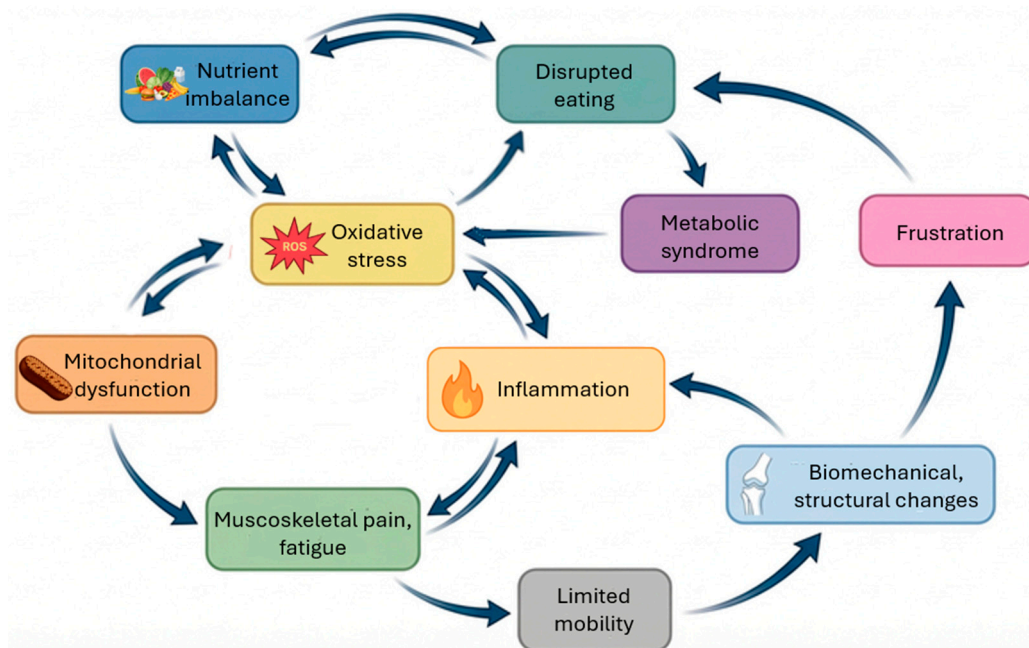 Nutrient
imbalance
Disrupted
eating
ROS
Oxidative
stress
Metabolic
syndrome
Frustration
Mitochondrial
dysfunction
Inflammation
Biomechanical,
structural changes
Muscoskeletal pain,
fatigue
Limited
mobility